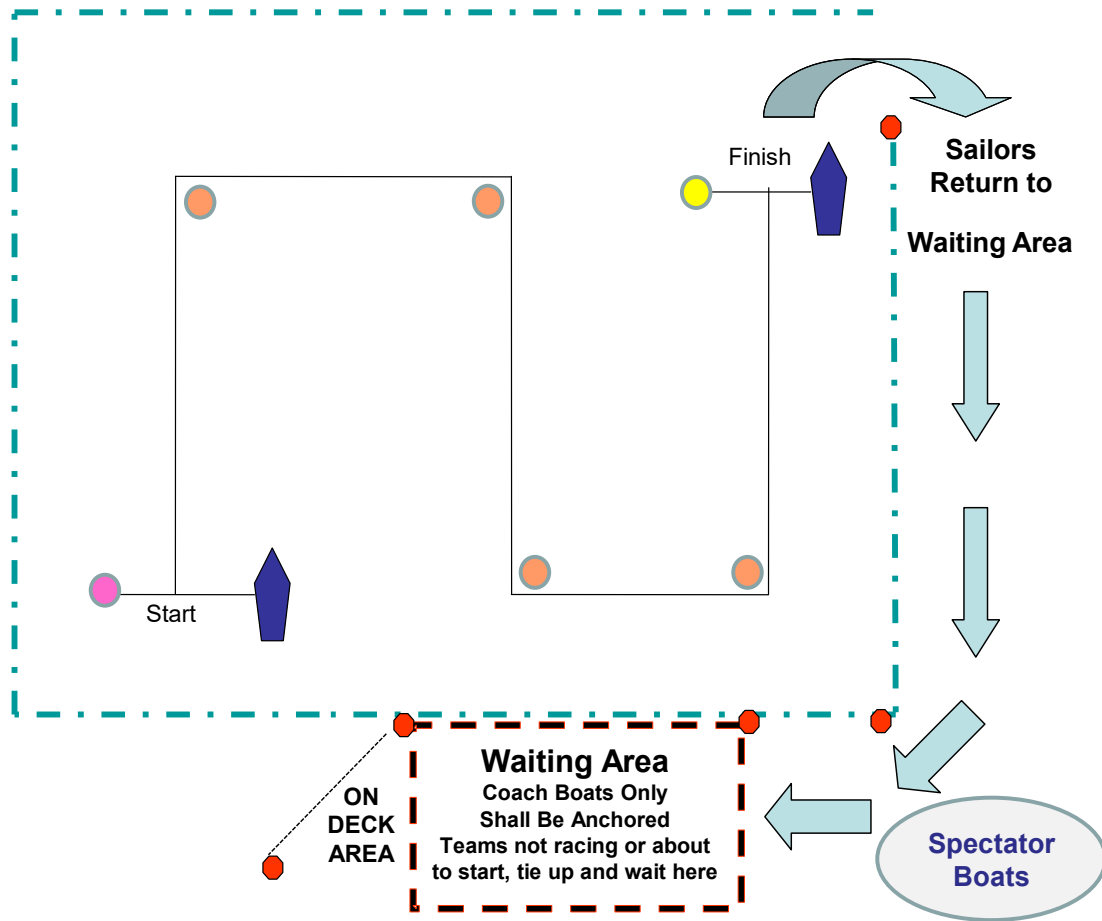 Finish
Sailors
Return to
Waiting Area
Start
Waiting Area
Coach Boats Only
Shall Be Anchored
Teams not racing or about
to start, tie up and wait here
ON
DECK
AREA
Spectator
Boats